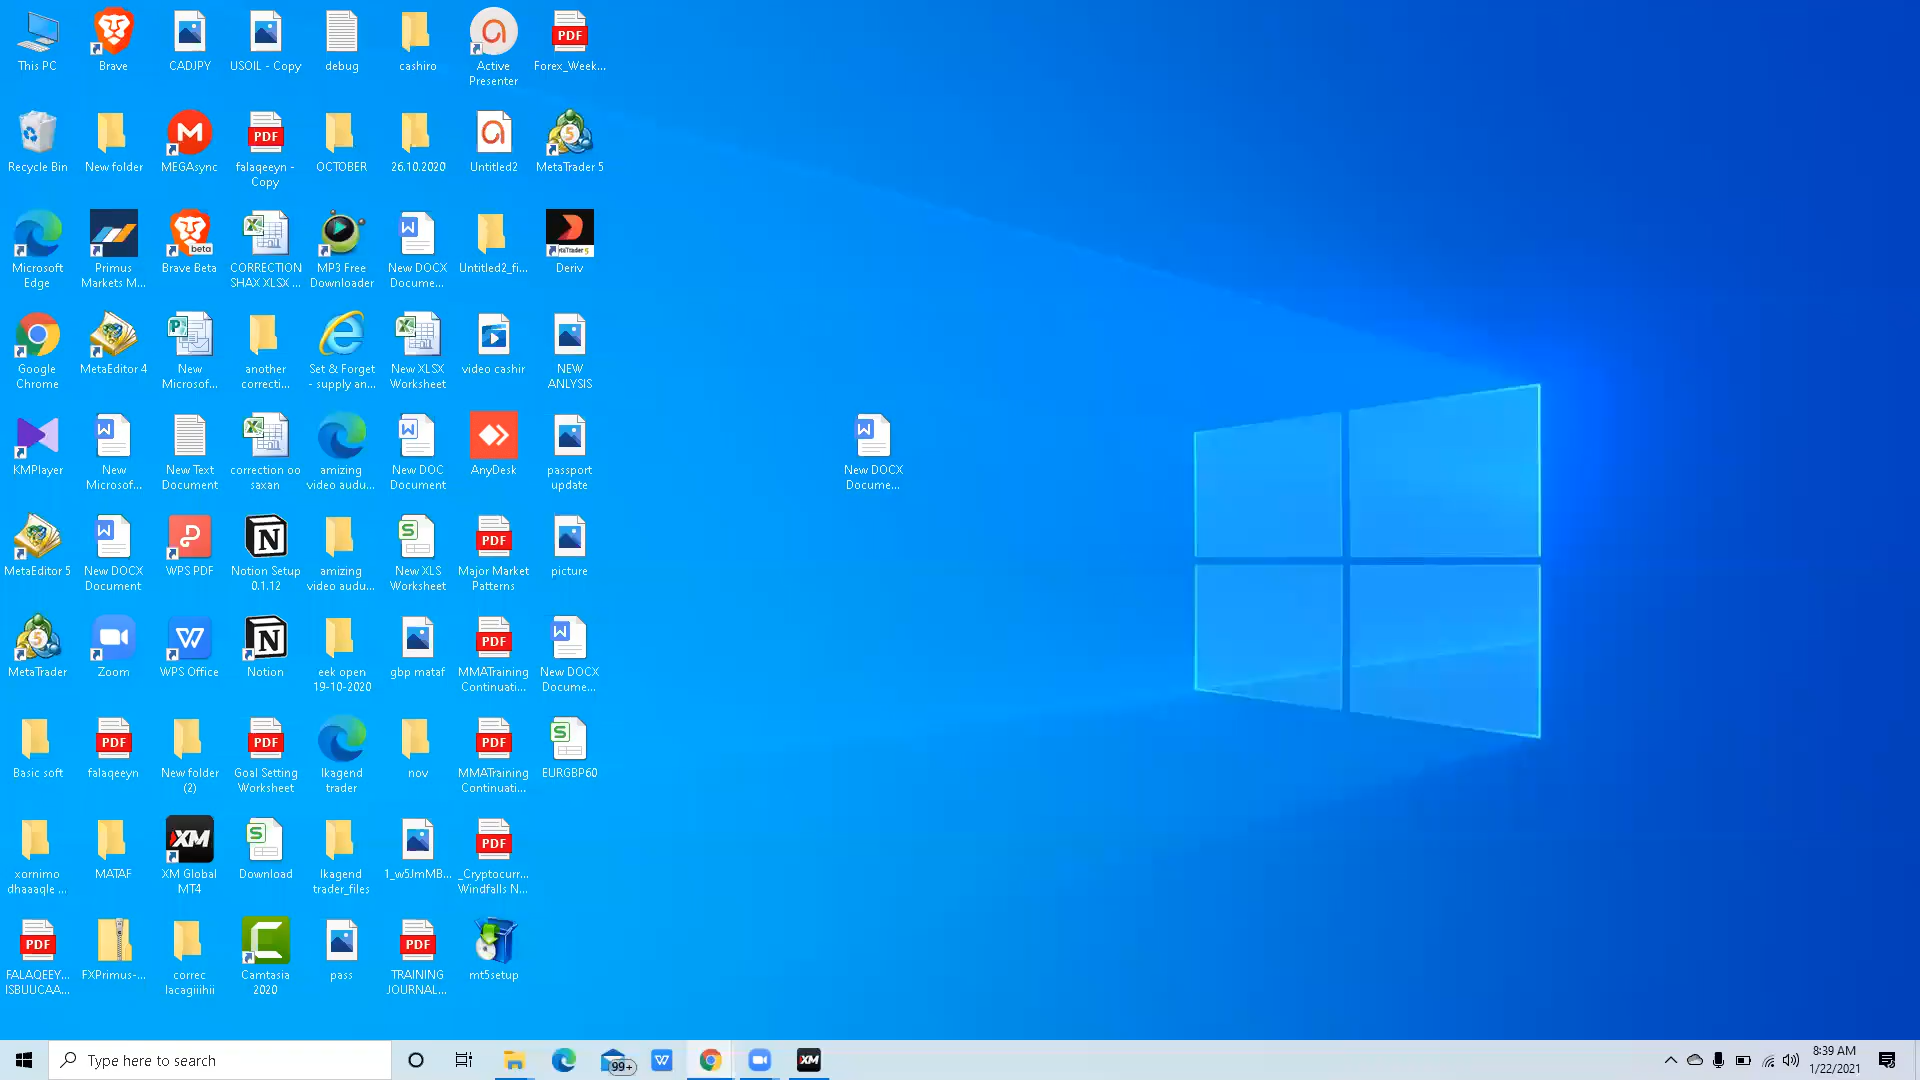 This PC
Brave
CADJPY
USOIL - Copy
debug
cashiro
Active
Presenter
Forex_Week...
Recycle Bin
New folder
MEGAsync
falaqeeyn -
Copy
OCTOBER
26.10.2020
Untitled2
MetaTrader 5
Microsoft
Edge
Primus
Markets M...
Brave Beta
CORRECTION
SHAX XLSX ...
MP3 Free
Downloader
New DOCX
Docume...
Untitled2_fi...
Deriv
Google
Chrome
MetaEditor 4
New
Microsof...
another
correcti...
Set & Forget
- supply an...
New XLSX
Worksheet
video cashir
NEW
ANLYSIS
KMPlayer
New
Microsof...
New Text
Document
correction oo
saxan
amizing
video audu...
New DOC
Document
AnyDesk
passport
update
New DOCX
Docume...
MetaEditor 5
New DOCX
Document
WPS PDF
Notion Setup
0.1.12
amizing
video audu...
New XLS
Worksheet
Major Market
Patterns
picture
MetaTrader
Zoom
WPS Office
Notion
eek open
19-10-2020
gbp mataf
MMATraining
Continuati...
New DOCX
Docume...
Basic soft
falaqeeyn
New folder
(2)
Goal Setting
Worksheet
lkagend
trader
nov
MMATraining
Continuati...
EURGBP60
xornimo
dhaaaqle ...
MATAF
XM Global
MT4
Download
lkagend
trader_files
1_w5JmMB...
_Cryptocurr...
Windfalls N...
FALAQEEY...
ISBUUCAA...
FXPrimus-...
correc
lacagiiihii
Camtasia
2020
pass
TRAINING
JOURNAL...
mt5setup
Type here to search
99+
8:39 AM
1/22/2021